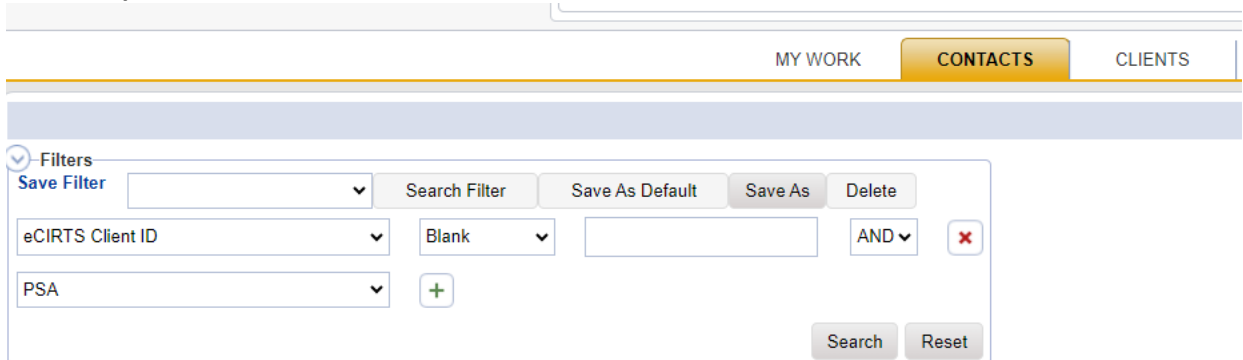 MY WORK CONTACTS CLIENTS
Filters
Save Filter Search Filter Save As Default Save As Delete
eCIRTS Client ID Blank AND
PSA
Search Reset